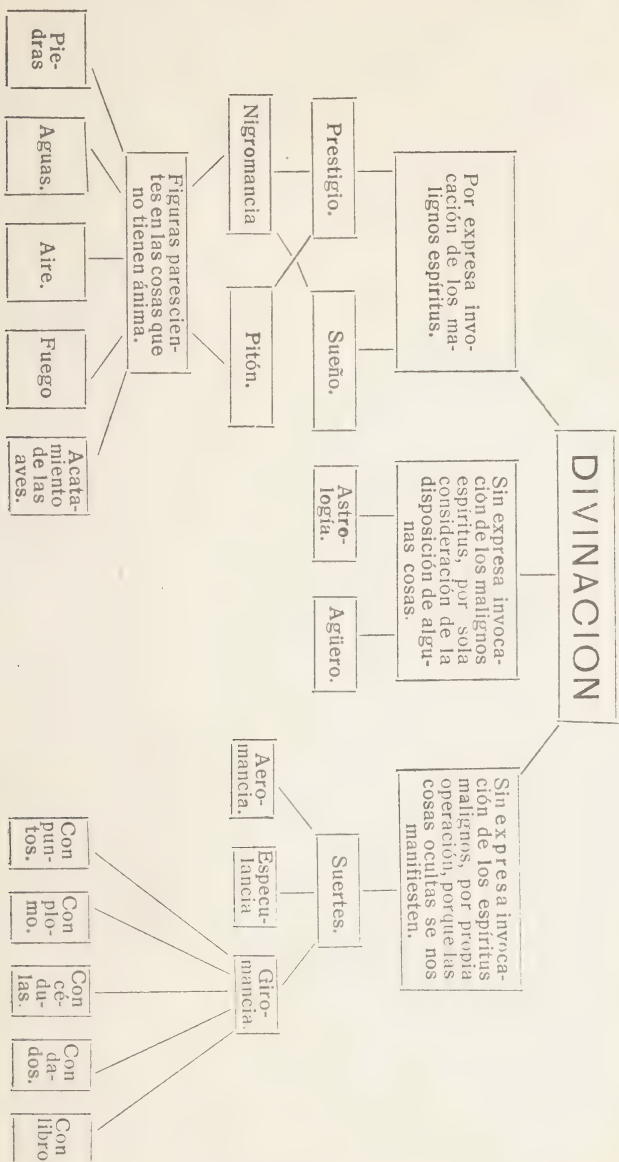 DIVINACION
Por expresa invo-
cación de los ma-
lignos espíritus.
Sin expresa invoca-
ción de los malignos
espíritus, por sola
consideración de la
disposición de algu-
nas cosas.
Sin expresa invoca-
ción de los espíritus
malignos, por propia
operación, porque las
cosas ocultas se nos
manifiesten.
Prestigio.
Sueño.
Astro-
logía.
Agüero.
Suertes.
Nigromancia
Pitón.
Aero-
mancia.
Especu-
lancia
Giro-
mancia.
Figuras parescien-
tes en las cosas que
no tienen ánima.
Pie-
dras
Aguas.
Aire.
Fuego
Acata-
miento
de las
aves.
Con
pun-
tos.
Con
plo-
mo.
Con
cé-
du-
las.
Con
da-
dos.
Con
libro